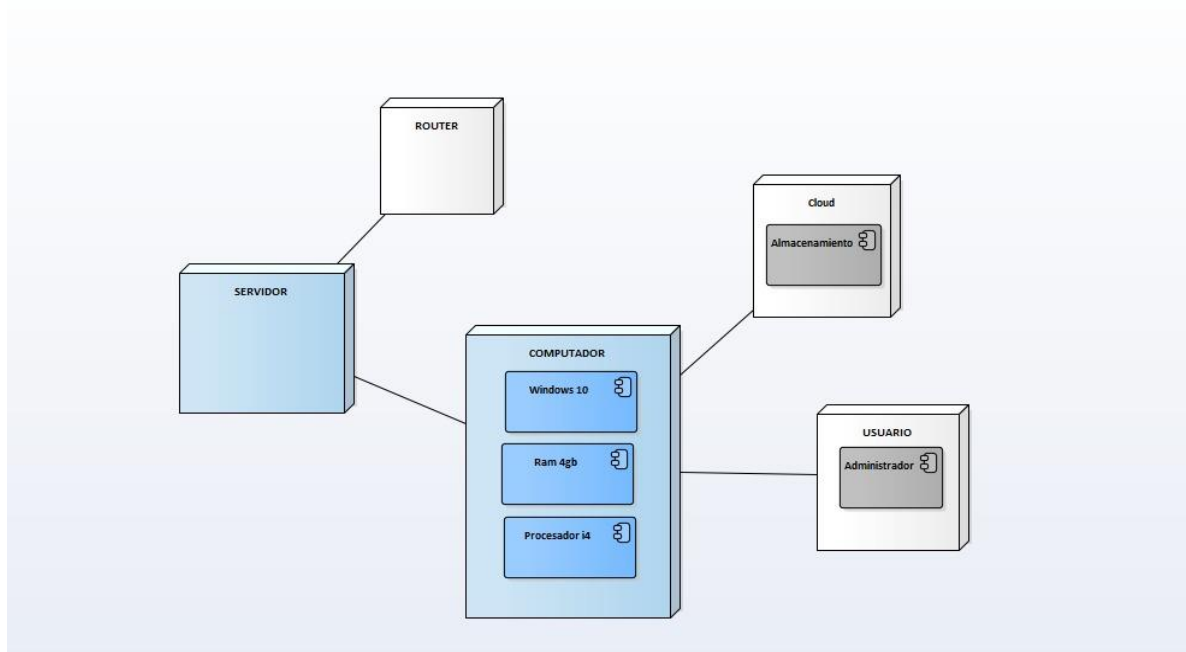 ROUTER
Cloud
Almacenamiento
SERVIDOR
COMPUTADOR
Windows 10
Ram 4gb
Procesador i4
USUARIO
Administrador